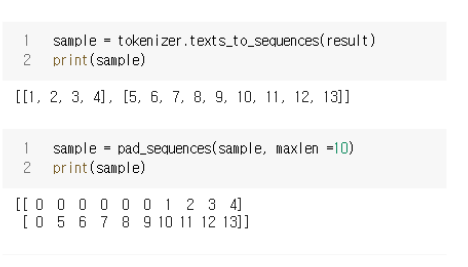 1 sample = tokenizer.texts_to_sequences(result)
2 print(sample)
[[1, 2, 3, 4], [5, 6, 7, 8, 9, 10, 11, 12, 13]]
1 sample = pad_sequences(sample, maxlen =10)
2 print(sample)
[[ 0 0 0 0 0 0 1 2 3 4]
[ 0 5 6 7 8 9 10 11 12 13]]